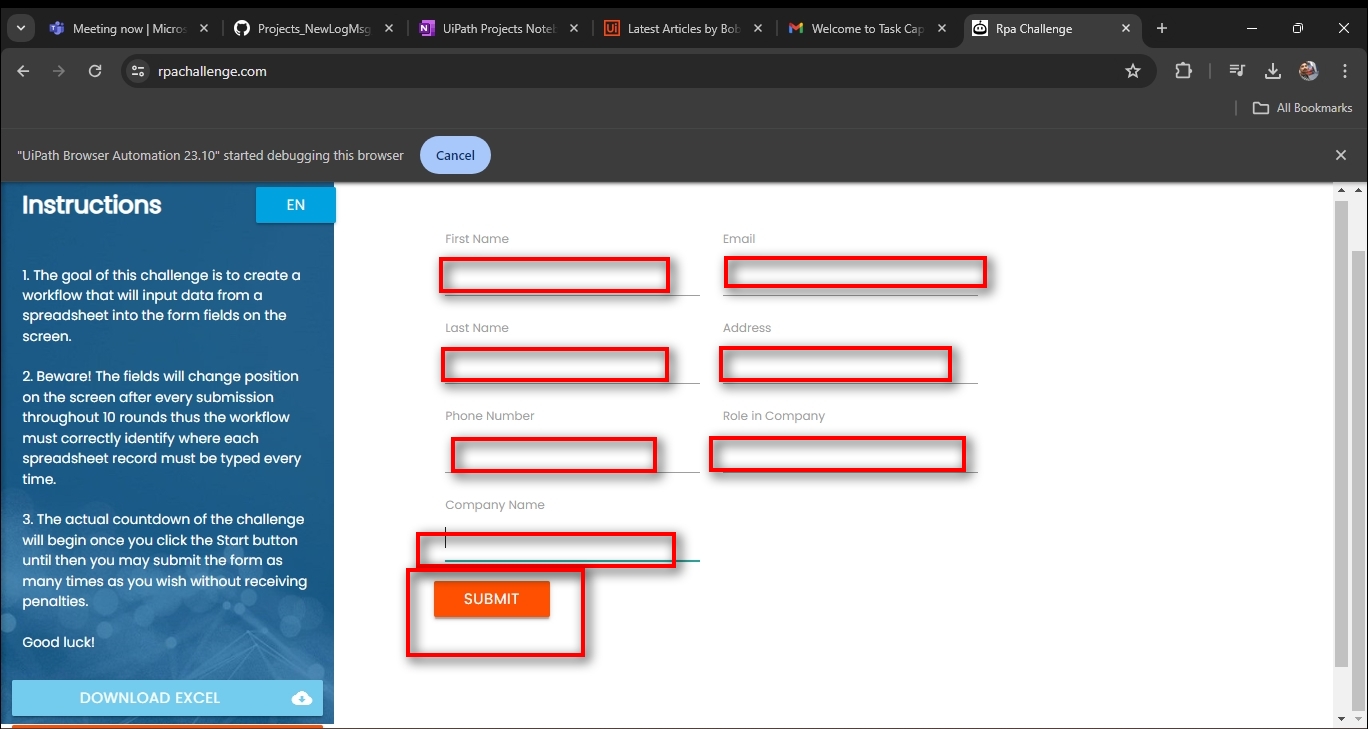 Meeting now | Micros
Projects_NewLogMsg
UiPath Projects Noteb
Latest Articles by Bob
Welcome to Task Cap
Rpa Challenge
rpachallenge.com
All Bookmarks
"UiPath Browser Automation 23.10" started debugging this browser
Cancel
Instructions
EN
1. The goal of this challenge is to create a
workflow that will input data from a
spreadsheet into the form fields on the
screen.
2. Beware! The fields will change position
on the screen after every submission
throughout 10 rounds thus the workflow
must correctly identify where each
spreadsheet record must be typed every
time.
3. The actual countdown of the challenge
will begin once you click the Start button
until then you may submit the form as
many times as you wish without receiving
penalties.
Good luck!
DOWNLOAD EXCEL
First Name
Email
Last Name
Address
Phone Number
Role in Company
Company Name
SUBMIT